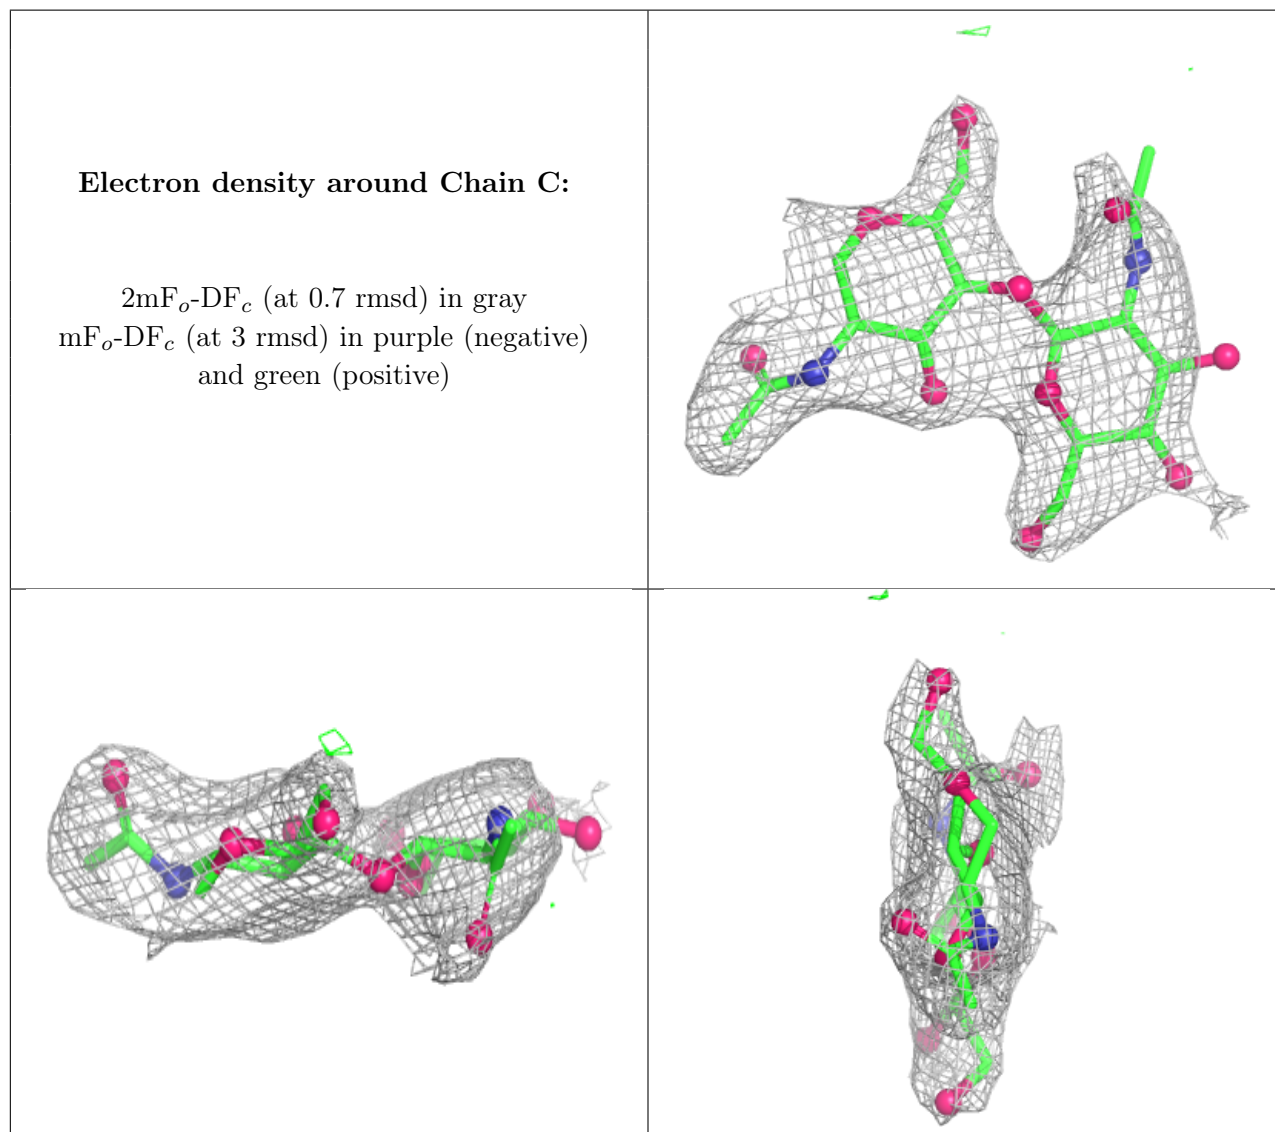 Electron density around Chain C:
2mFₒ-DF𝒸 (at 0.7 rmsd) in gray
mFₒ-DF𝒸 (at 3 rmsd) in purple (negative)
and green (positive)